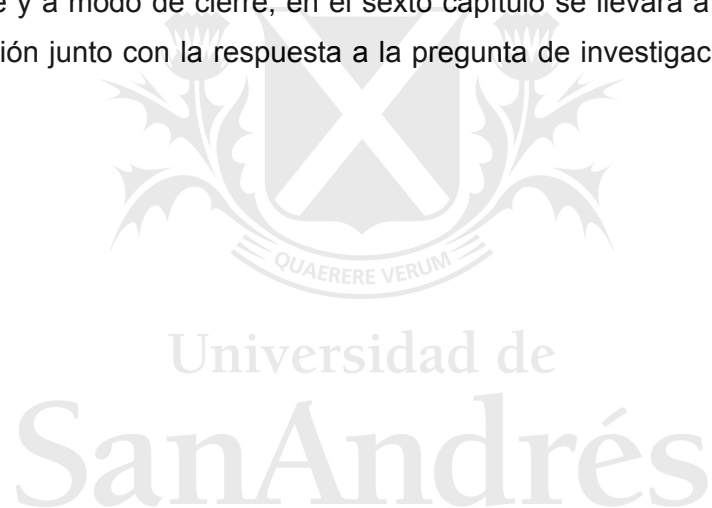 e y a modo de cierre, en el sexto capítulo se llevará a
ión junto con la respuesta a la pregunta de investigac
QUAERERE VERUM
Universidad de
SanAndrés